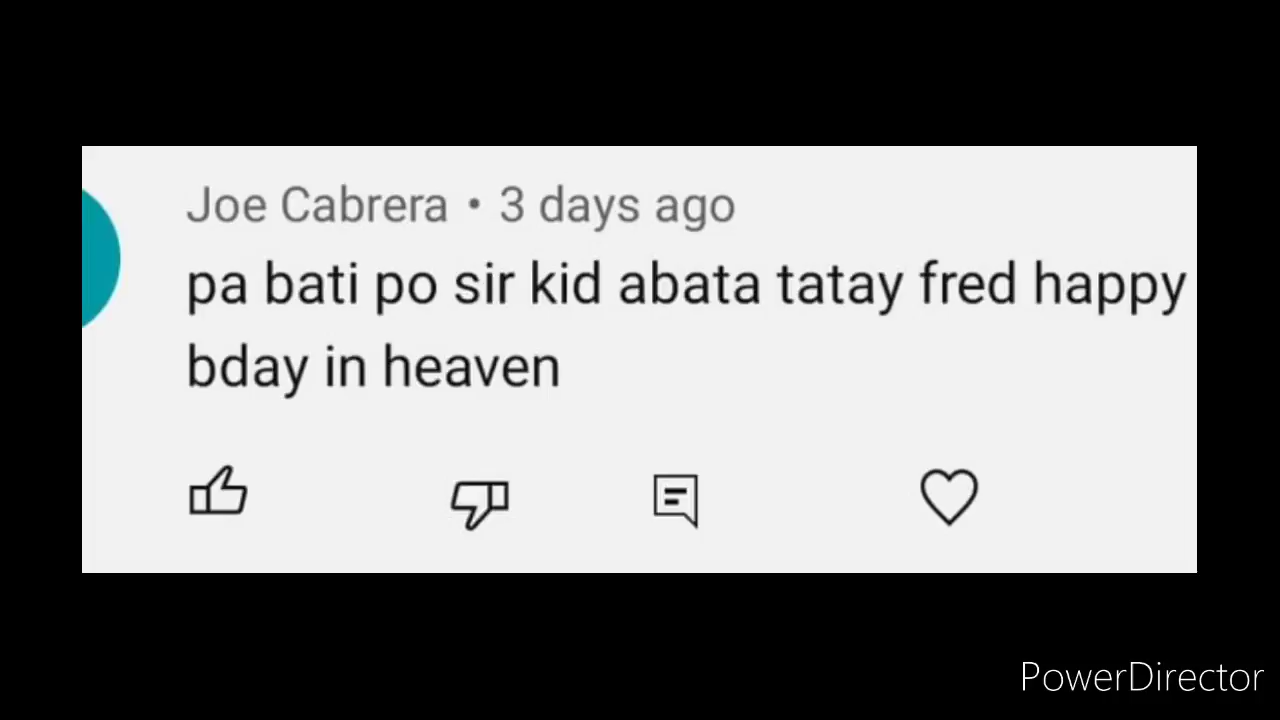 Joe Cabrera • 3 days ago
pa bati po sir kid abata tatay fred happy
bday in heaven
PowerDirector